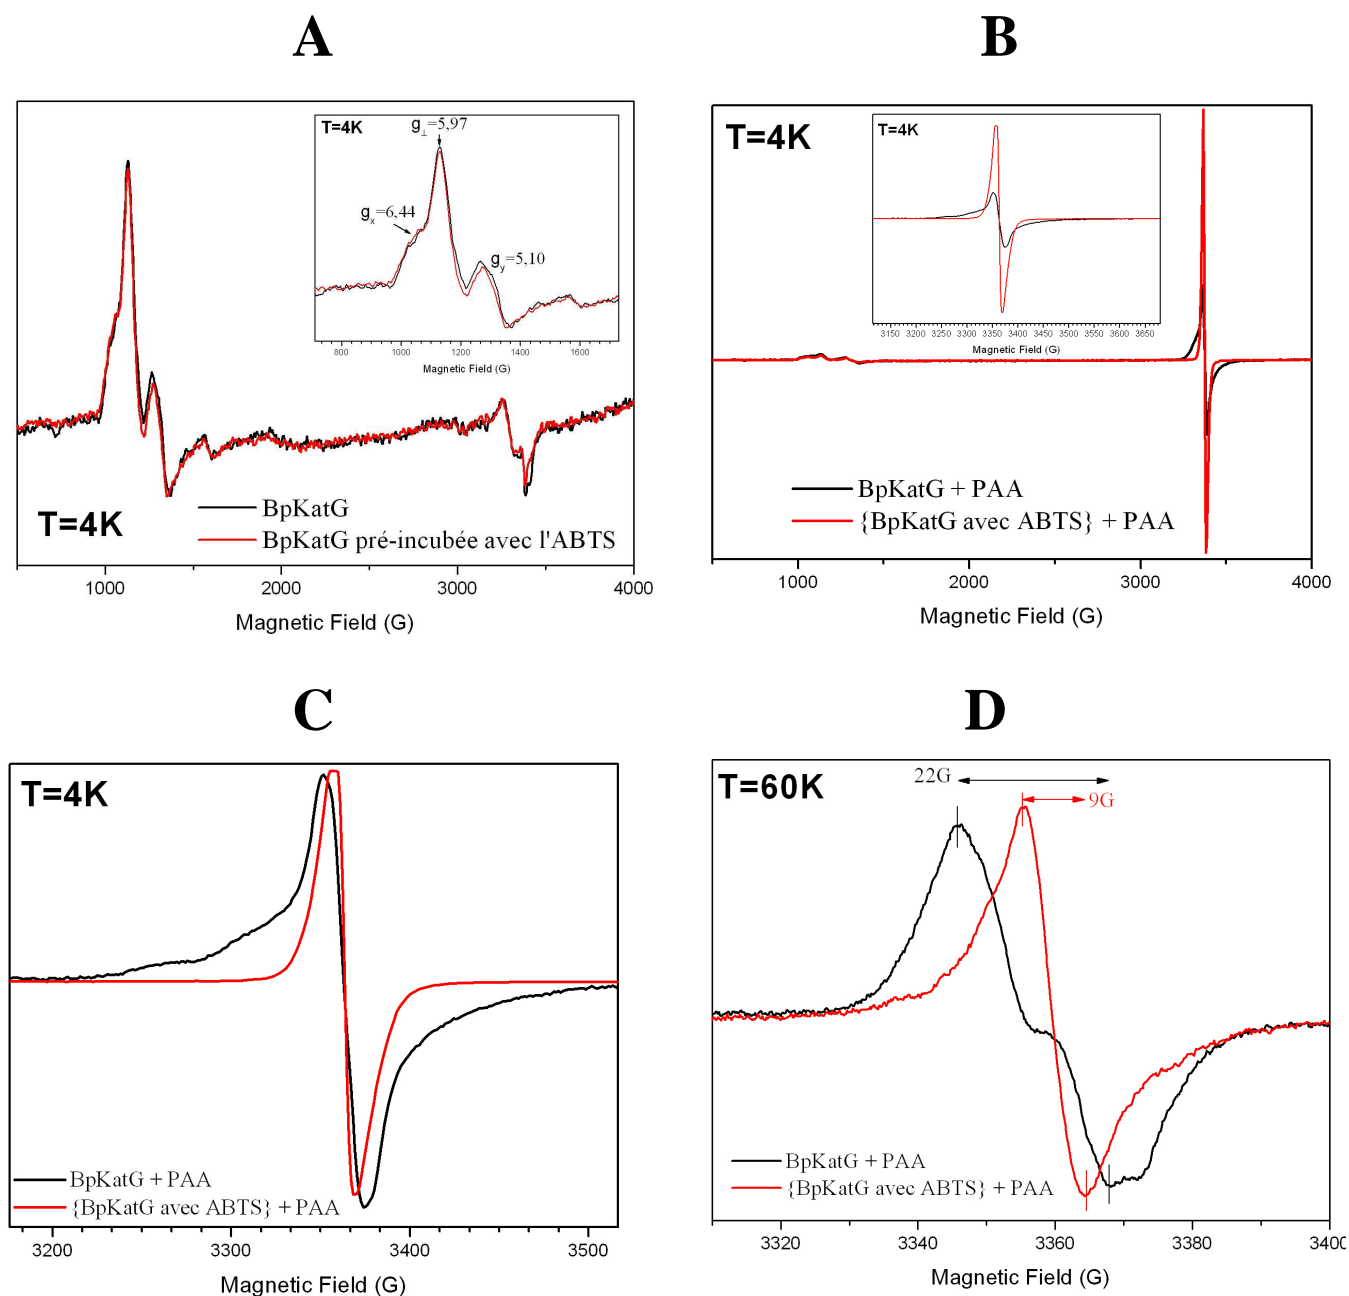 A
T=4K
g⊥=5,97
gx=6,44
gy=5,10
800 1000 1200 1400 1600
Magnetic Field (G)
T=4K
BpKatG
BpKatG pré-incubée avec l'ABTS
1000 2000 3000 4000
Magnetic Field (G)
B
T=4K
T=4K
3150 3200 3250 3300 3350 3400 3450 3500 3550 3600 3650
Magnetic Field (G)
BpKatG + PAA
{BpKatG avec ABTS} + PAA
1000 2000 3000 4000
Magnetic Field (G)
C
T=4K
BpKatG + PAA
{BpKatG avec ABTS} + PAA
3200 3300 3400 3500
Magnetic Field (G)
D
T=60K
22G
9G
BpKatG + PAA
{BpKatG avec ABTS} + PAA
3320 3340 3360 3380 3400
Magnetic Field (G)